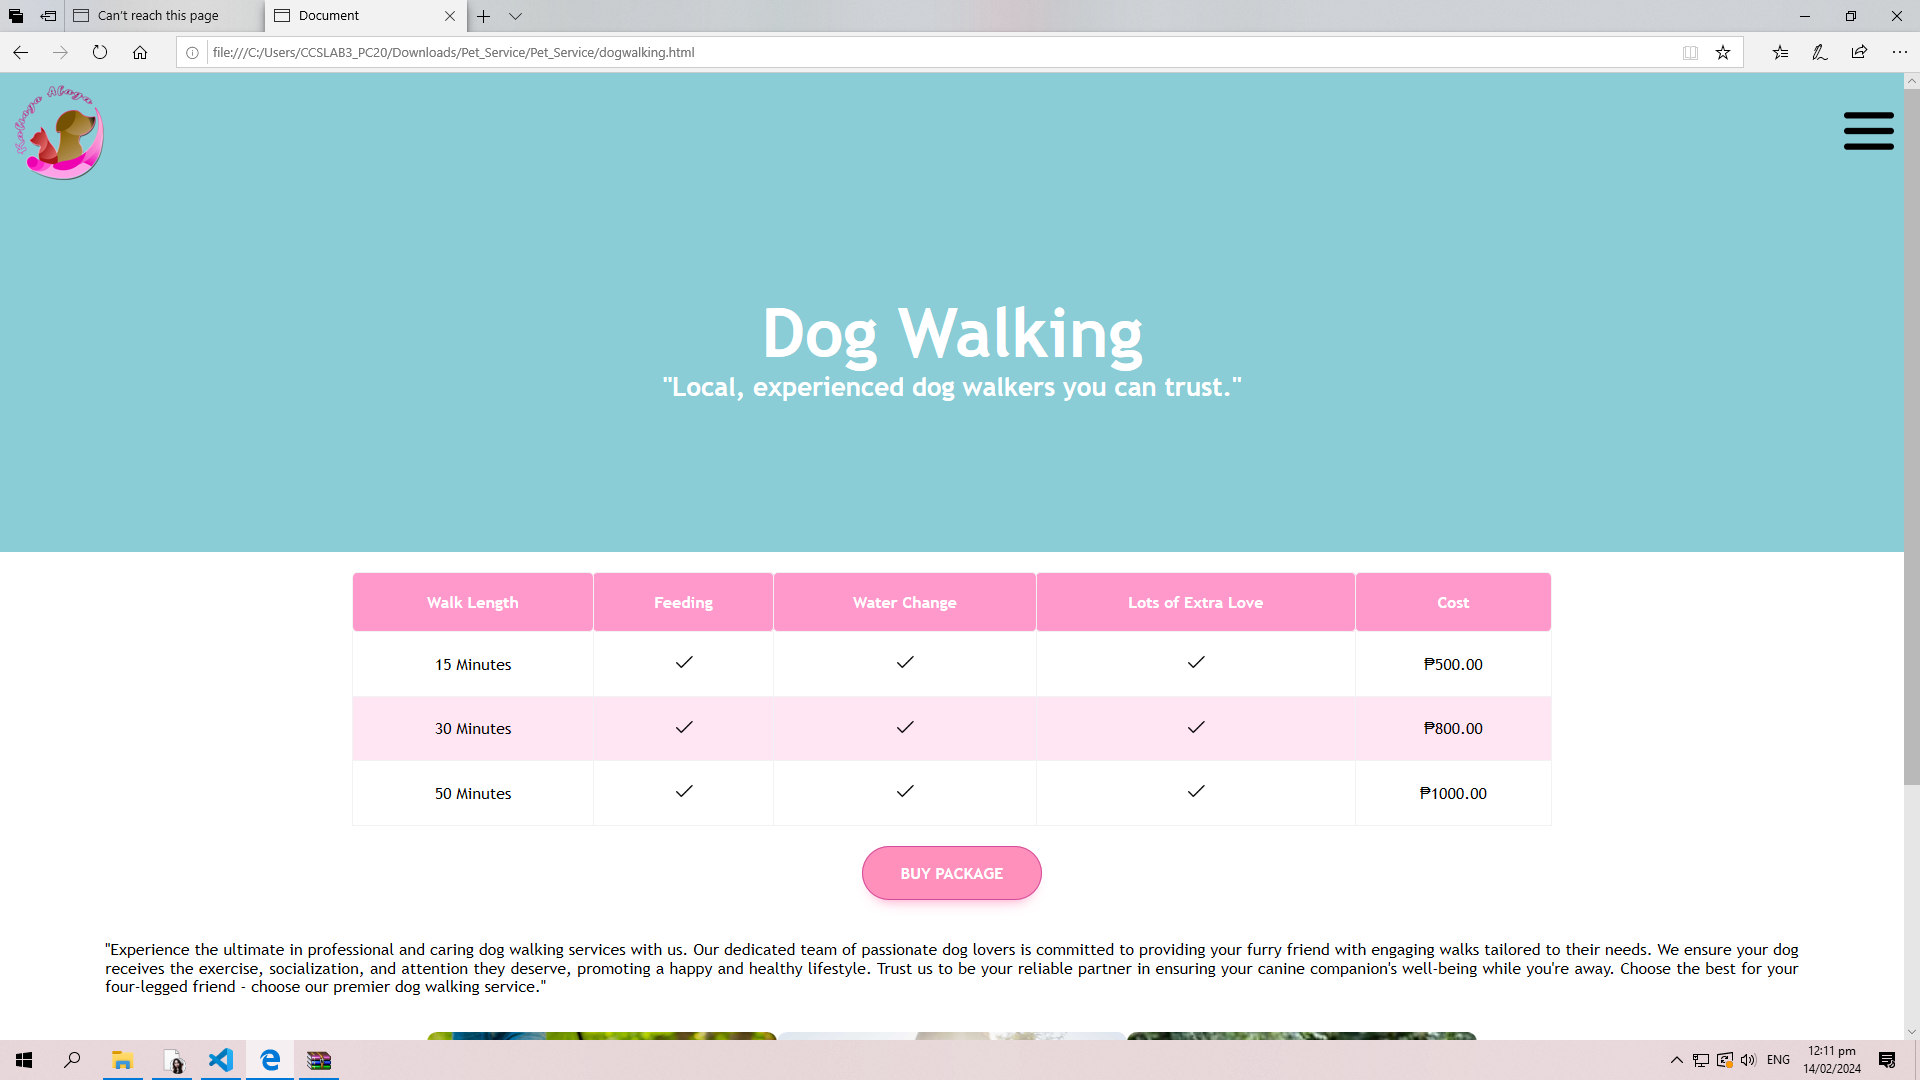 Can't reach this page
Document
file:///C:/Users/CCSLAB3_PC20/Downloads/Pet_Service/Pet_Service/dogwalking.html
Dog Walking
"Local, experienced dog walkers you can trust."
Walk Length Feeding Water Change Lots of Extra Love Cost
15 Minutes ₱500.00
30 Minutes ₱800.00
50 Minutes ₱1000.00
BUY PACKAGE
"Experience the ultimate in professional and caring dog walking services with us. Our dedicated team of passionate dog lovers is committed to providing your furry friend with engaging walks tailored to their needs. We ensure your dog
receives the exercise, socialization, and attention they deserve, promoting a happy and healthy lifestyle. Trust us to be your reliable partner in ensuring your canine companion's well-being while you're away. Choose the best for your
four-legged friend - choose our premier dog walking service."
ENG
12:11 pm
14/02/2024